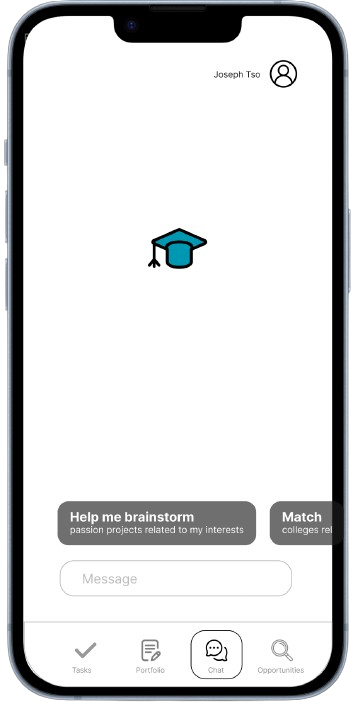 Joseph Tso
Help me brainstorm
passion projects related to my interests
Match
colleges rel
Message
Tasks
Portfolio
Chat
Opportunities